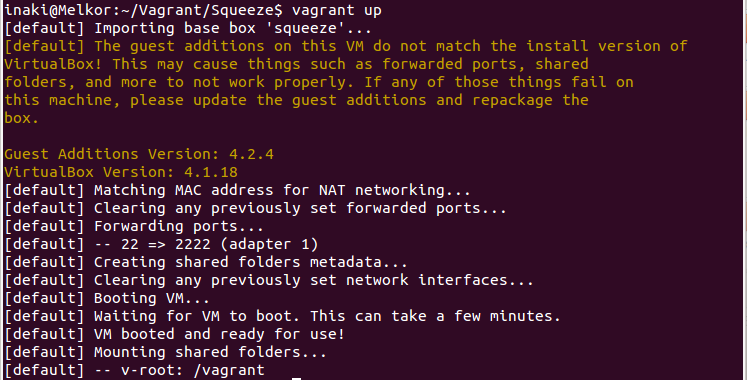 inaki@Melkor:~/Vagrant/Squeeze$ vagrant up
[default] Importing base box 'squeeze'...
[default] The guest additions on this VM do not match the install version of
VirtualBox! This may cause things such as forwarded ports, shared
folders, and more to not work properly. If any of those things fail on
this machine, please update the guest additions and repackage the
box.
Guest Additions Version: 4.2.4
VirtualBox Version: 4.1.18
[default] Matching MAC address for NAT networking...
[default] Clearing any previously set forwarded ports...
[default] Forwarding ports...
[default] -- 22 => 2222 (adapter 1)
[default] Creating shared folders metadata...
[default] Clearing any previously set network interfaces...
[default] Booting VM...
[default] Waiting for VM to boot. This can take a few minutes.
[default] VM booted and ready for use!
[default] Mounting shared folders...
[default] -- v-root: /vagrant